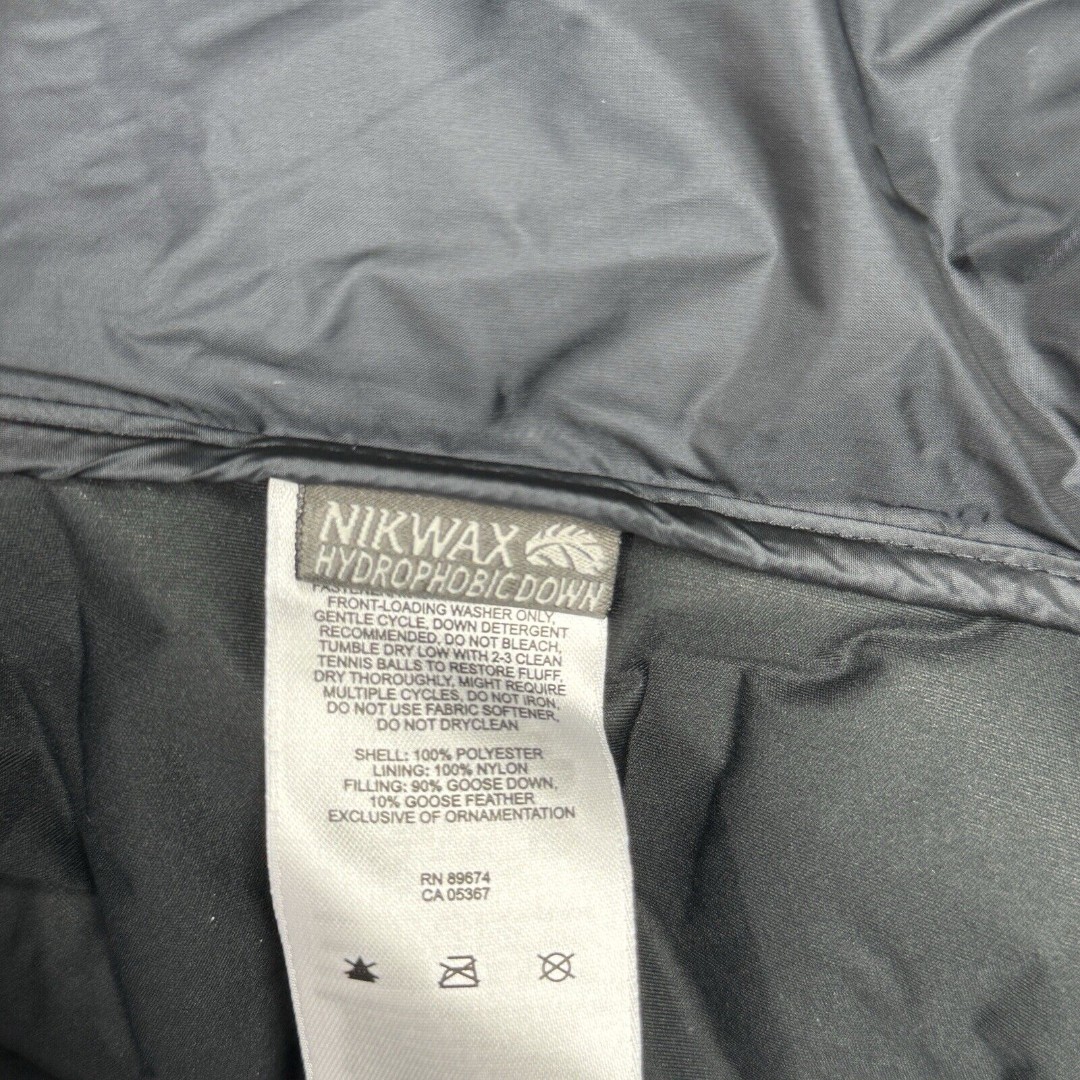 NIKWAX
HYDROPHOBIC DOWN
FRONT-LOADING WASHER ONLY,
GENTLE CYCLE, DOWN DETERGENT
RECOMMENDED, DO NOT BLEACH,
TUMBLE DRY LOW WITH 2-3 CLEAN
TENNIS BALLS TO RESTORE FLUFF,
DRY THOROUGHLY, MIGHT REQUIRE
MULTIPLE CYCLES, DO NOT IRON,
DO NOT USE FABRIC SOFTENER,
DO NOT DRYCLEAN
SHELL: 100% POLYESTER
LINING: 100% NYLON
FILLING: 90% GOOSE DOWN,
10% GOOSE FEATHER
EXCLUSIVE OF ORNAMENTATION
RN 89674
CA 05367